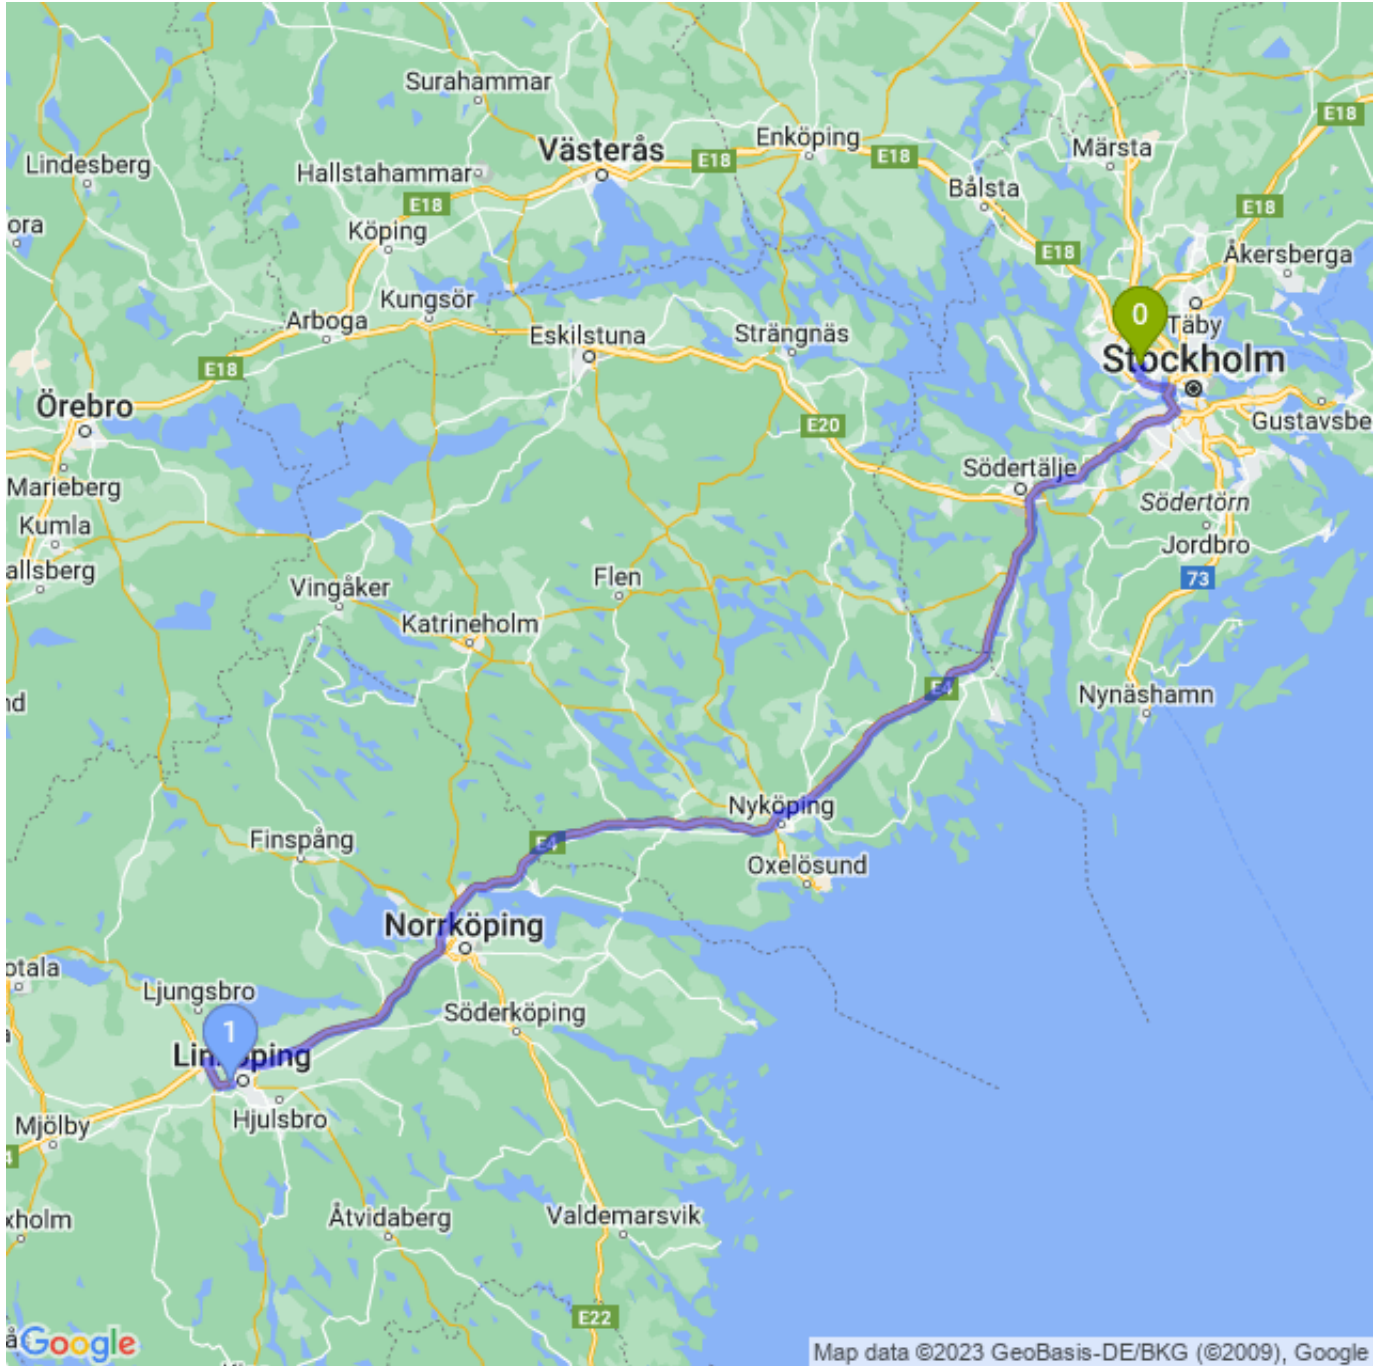 Surahammar
Enköping
E18
Västerås
E18
E18
Märsta
Lindesberg
Hallstahammar
Bålsta
E18
E18
ora
Köping
E18
Åkersberga
Kungsör
0
Arboga
Eskilstuna
Strängnäs
Täby
E18
Stockholm
Örebro
E20
Gustavsbe
Södertälje
Marieberg
Södertörn
Kumla
Jordbro
allsberg
Vingåker
Flen
73
Katrineholm
E4
Nynäshamn
nd
Nyköping
Finspång
E4
Oxelösund
Norrköping
otala
Ljungsbro
Söderköping
1
a
Linköping
Hjulsbro
Mjölby
4
xholm
Åtvidaberg
Valdemarsvik
E22
å
Google
Map data ©2023 GeoBasis-DE/BKG (©2009), Google